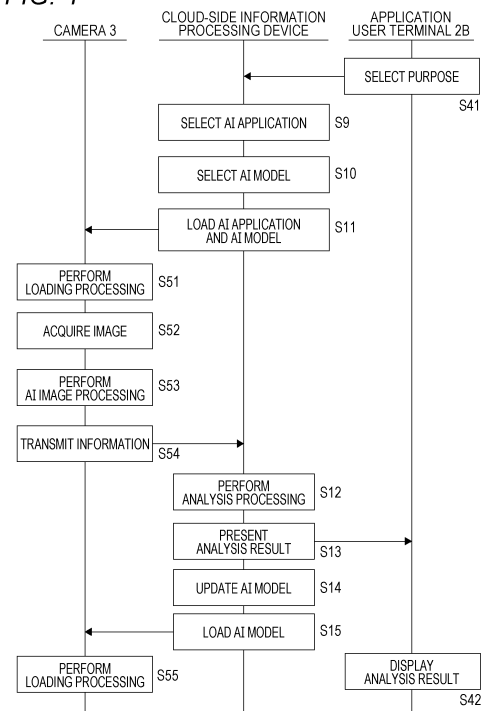 CAMERA 3
CLOUD-SIDE INFORMATION
PROCESSING DEVICE
APPLICATION
USER TERMINAL 2B
SELECT PURPOSE
S41
SELECT AI APPLICATION
S9
SELECT AI MODEL
S10
LOAD AI APPLICATION
AND AI MODEL
S11
PERFORM
LOADING PROCESSING
S51
ACQUIRE IMAGE
S52
PERFORM
AI IMAGE PROCESSING
S53
TRANSMIT INFORMATION
S54
PERFORM
ANALYSIS PROCESSING
S12
PRESENT
ANALYSIS RESULT
S13
UPDATE AI MODEL
S14
LOAD AI MODEL
S15
PERFORM
LOADING PROCESSING
S55
DISPLAY
ANALYSIS RESULT
S42